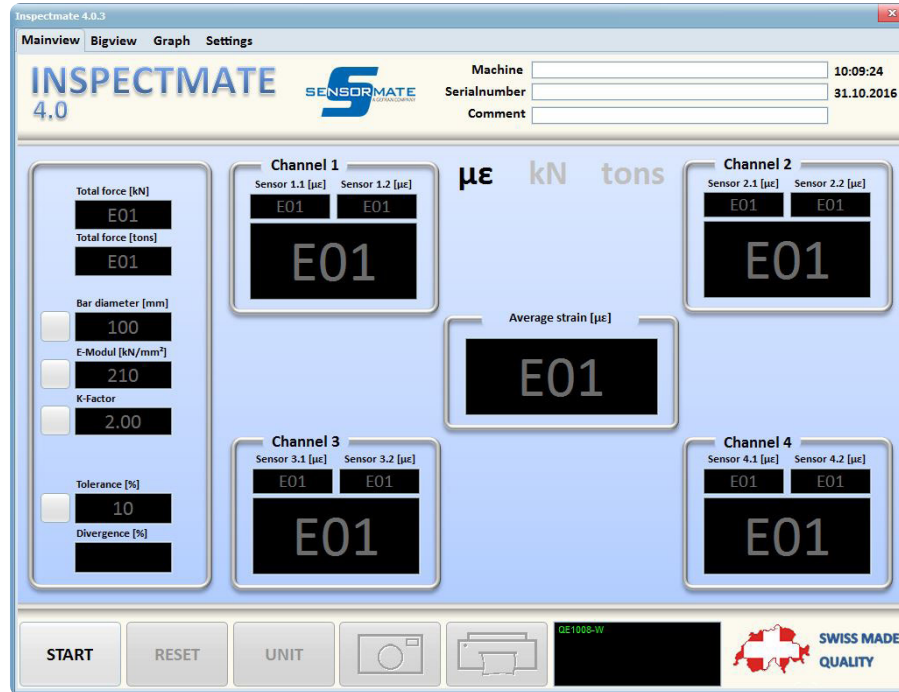 Inspectmate 4.0.3
Mainview Bigview Graph Settings
INSPECTMATE
4.0
SENSORMATE
A GEFRAN COMPANY
Machine
10:09:24
Serialnumber
31.10.2016
Comment
Total force [kN]
E01
Total force [tons]
E01
Bar diameter [mm]
100
E-Modul [kN/mm²]
210
K-Factor
2.00
Tolerance [%]
10
Divergence [%]
Channel 1
Sensor 1.1 [µε] Sensor 1.2 [µε]
E01 E01
E01
µε kN tons
Channel 2
Sensor 2.1 [µε] Sensor 2.2 [µε]
E01 E01
E01
Average strain [µε]
E01
Channel 3
Sensor 3.1 [µε] Sensor 3.2 [µε]
E01 E01
E01
Channel 4
Sensor 4.1 [µε] Sensor 4.2 [µε]
E01 E01
E01
START RESET UNIT
QE1008-W
SWISS MADE
QUALITY